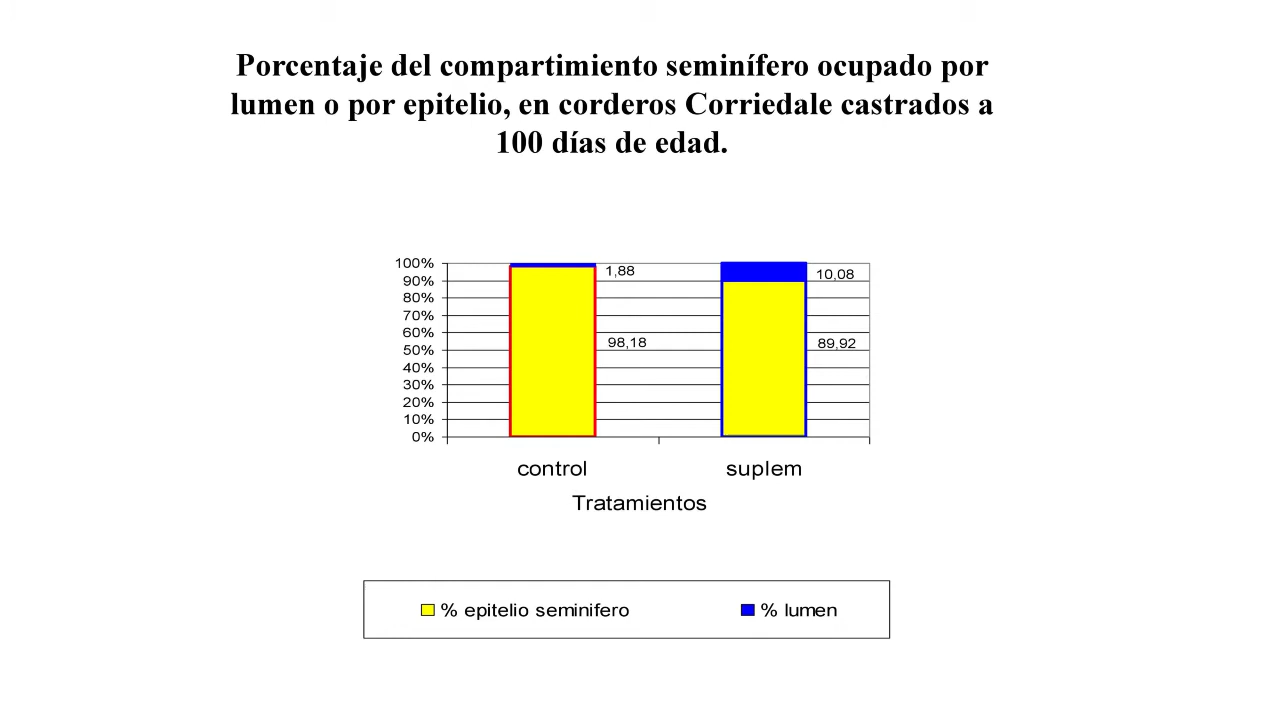 Porcentaje del compartimiento seminífero ocupado por
lumen o por epitelio, en corderos Corriedale castrados a
100 días de edad.
100%
90%
80%
70%
60%
50%
40%
30%
20%
10%
0%
1,88
98,18
10,08
89,92
control
suplem
Tratamientos
% epitelio seminifero
% lumen